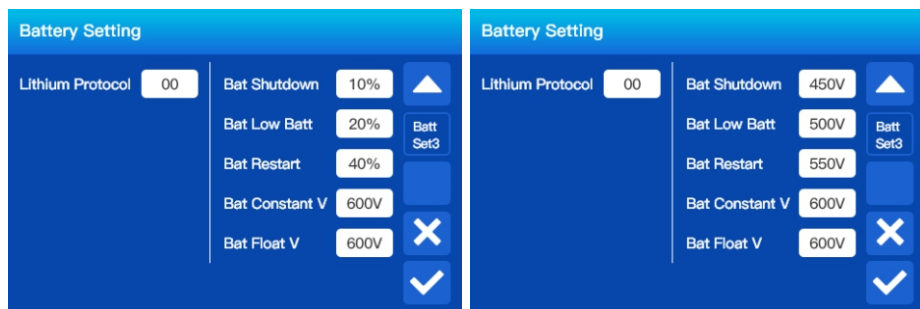 Battery Setting
Lithium Protocol 00 Bat Shutdown 10%
Bat Low Batt 20% Batt Set3
Bat Restart 40%
Bat Constant V 600V
Bat Float V 600V
Battery Setting
Lithium Protocol 00 Bat Shutdown 450V
Bat Low Batt 500V Batt Set3
Bat Restart 550V
Bat Constant V 600V
Bat Float V 600V